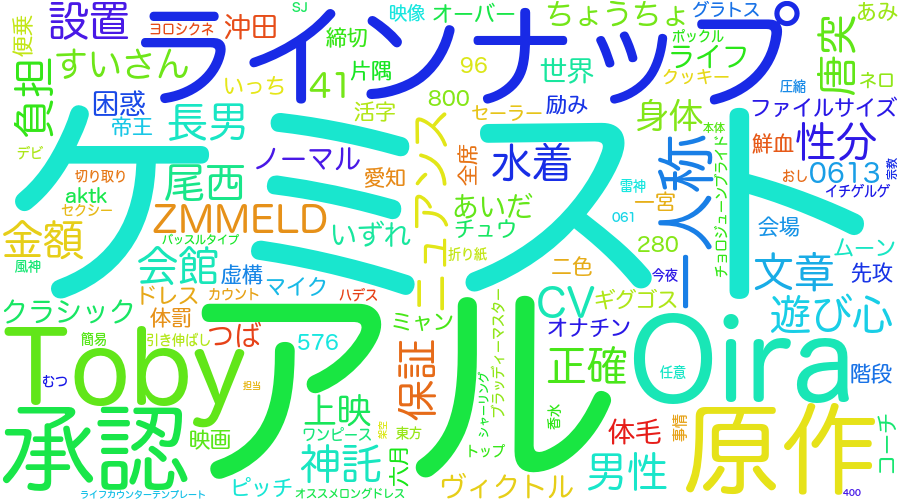 便乗
ヨロシクネ
SJ
映像
オーバー
ちょうちょ
グラトス
あみ
設置
沖田
締切
ラインナップ
ポックル
ライフ
唐突
すいさん
いっち
41
片隅
96
世界
クッキー
圧縮
ネロ
負担
困惑
帝王
長男
活字
800
セーラー
励み
身体
ファイルサイズ
本体
デビ
ノーマル
ニュアンス
全席
水着
一人称
性分
鮮血
切り取り
aktk
セクシー
尾西
愛知
雷神
チョロジューンブライド
おし
0613
宗教
イチゲルゲ
ケミスト
ZMMELD
あいだ
一宮
061
金額
バッスルタイプ
いずれ
チュウ
折り紙
280
会場
ムーン
風神
会館
虚構
マイク
二色
今夜
文章
先攻
クラシック
ドレス
カウント
ハデス
CV
ギグゴス
遊び心
体罰
つば
576
ミャン
オナチン
Toby
簡易
引き伸ばし
保証
シャーリング
ブラッディーマスター
正確
Oira
任意
階段
むつ
担当
アル
上映
香水
承認
映画
ワンピース
架空
東方
体毛
事情
原作
コーチ
神託
六月
男性
ピッチ
オススメロングドレス
ヴィクトル
ライフカウンターテンプレート
400